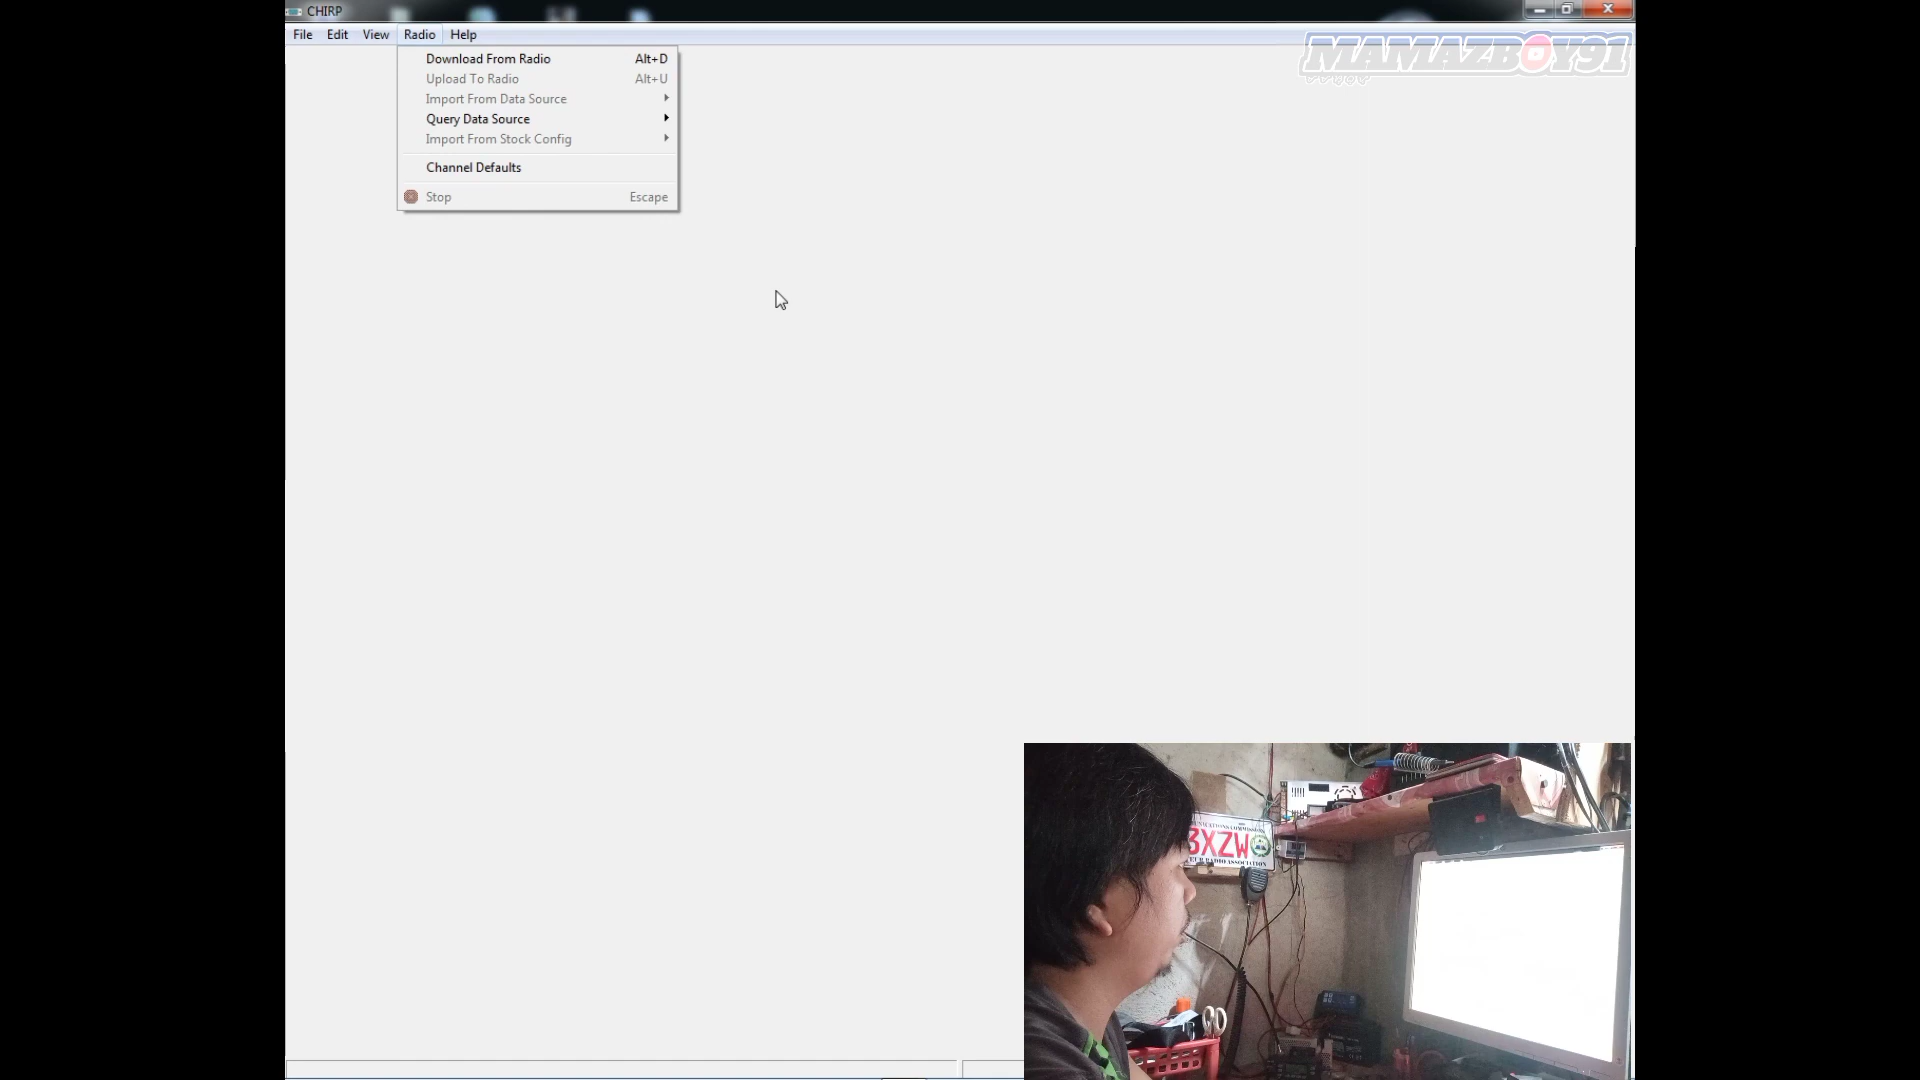 CHIRP
File Edit View Radio Help
MAMAZBOY91
Download From Radio Alt+D
Upload To Radio Alt+U
Import From Data Source
Query Data Source
Import From Stock Config
Channel Defaults
Stop Escape
3XZW